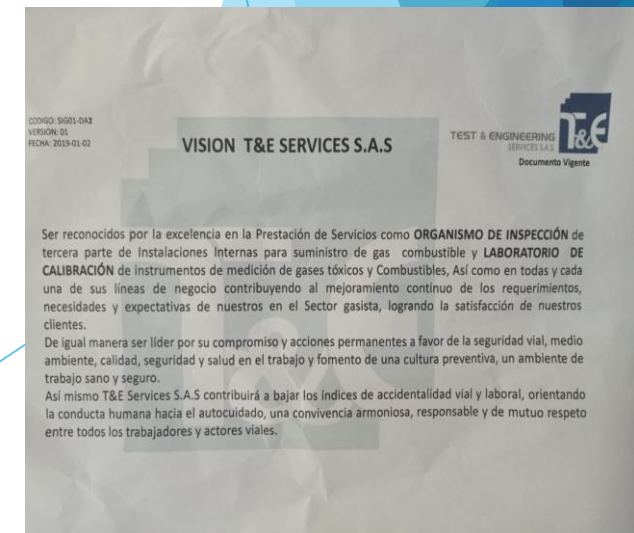 CODIGO: SIG01-DA3
VERSIÓN: 01
FECHA: 2019-01-02
VISION T&E SERVICES S.A.S
TEST & ENGINEERING
SERVICES S.A.S.
T&E
Documento Vigente
Ser reconocidos por la excelencia en la Prestación de Servicios como ORGANISMO DE INSPECCIÓN de
tercera parte de Instalaciones Internas para suministro de gas combustible y LABORATORIO DE
CALIBRACIÓN de instrumentos de medición de gases tóxicos y Combustibles, Así como en todas y cada
una de sus líneas de negocio contribuyendo al mejoramiento continuo de los requerimientos,
necesidades y expectativas de nuestros en el Sector gasista, logrando la satisfacción de nuestros
clientes.
De igual manera ser líder por su compromiso y acciones permanentes a favor de la seguridad vial, medio
ambiente, calidad, seguridad y salud en el trabajo y fomento de una cultura preventiva, un ambiente de
trabajo sano y seguro.
Así mismo T&E Services S.A.S contribuirá a bajar los índices de accidentalidad vial y laboral, orientando
la conducta humana hacia el autocuidado, una convivencia armoniosa, responsable y de mutuo respeto
entre todos los trabajadores y actores viales.